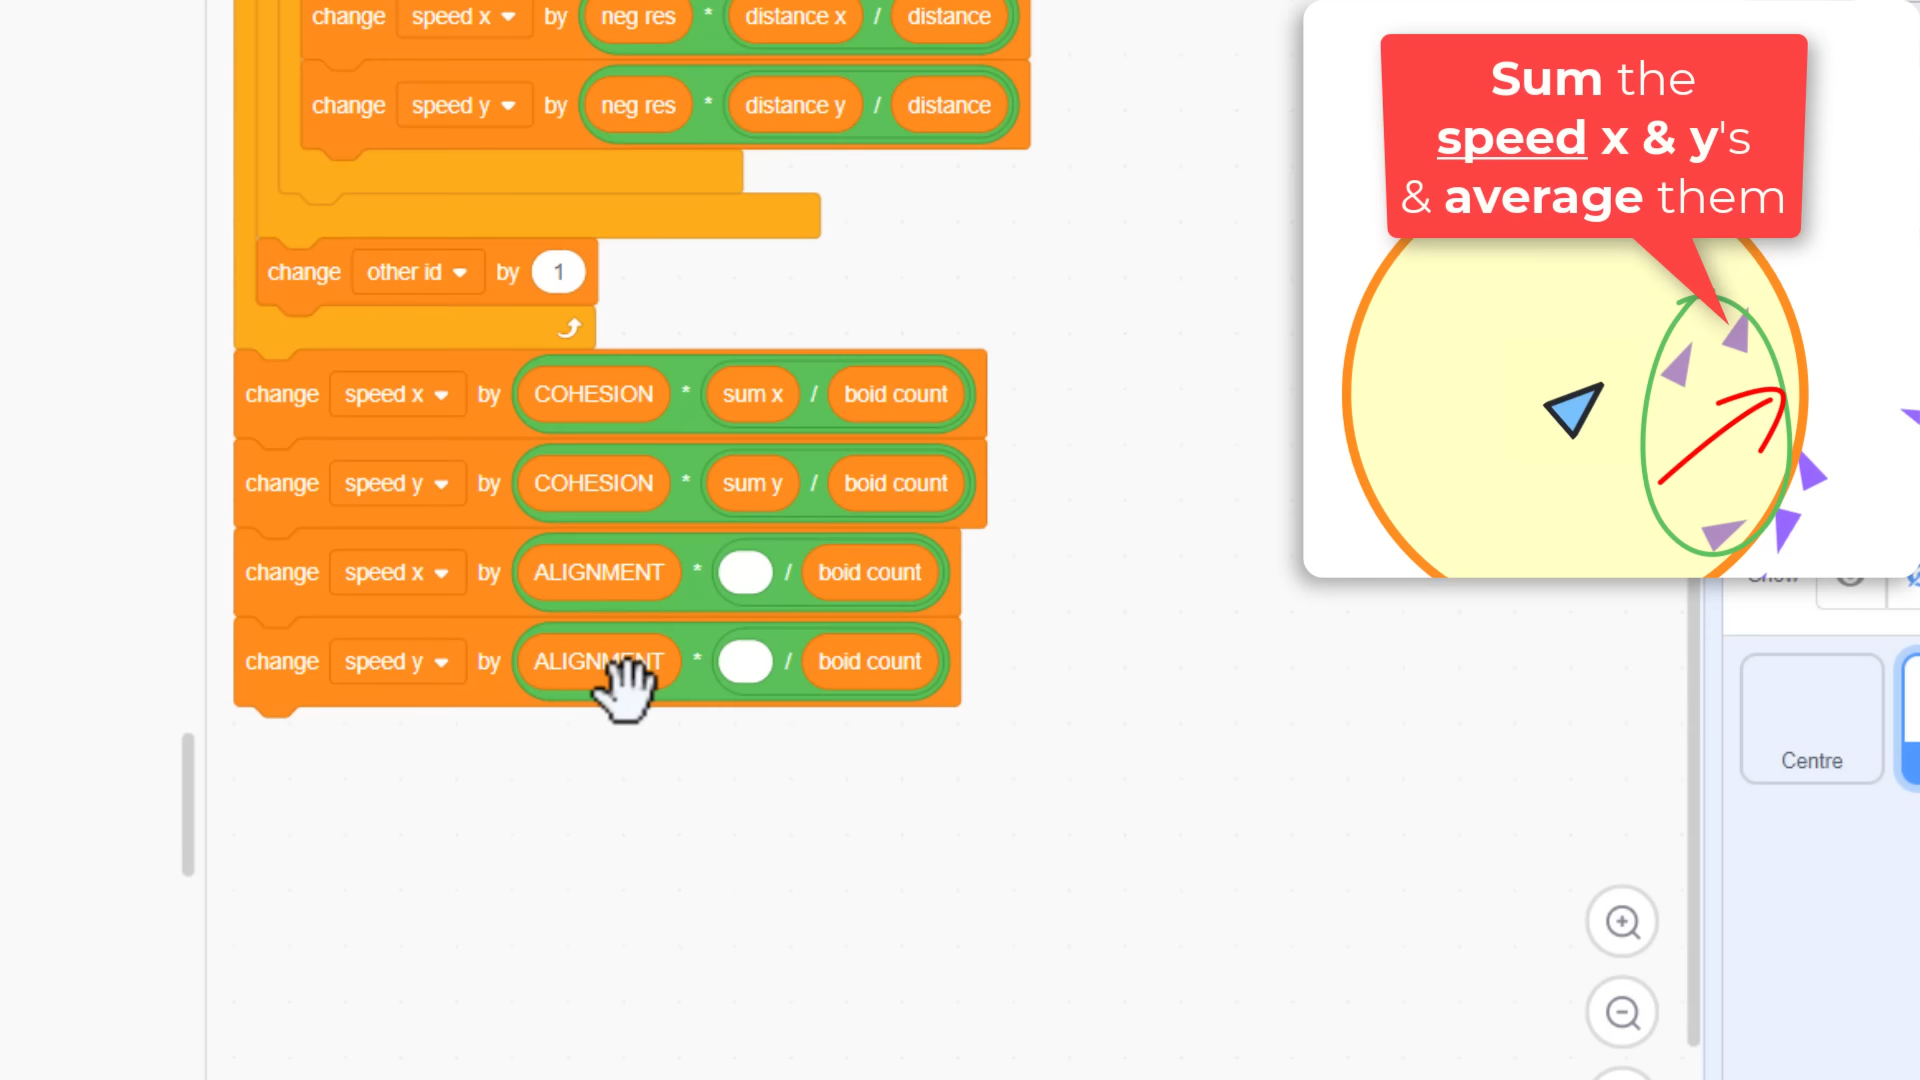 change speed x by neg res * distance x / distance
change speed y by neg res * distance y / distance
change other id by 1
change speed x by COHESION * sum x / boid count
change speed y by COHESION * sum y / boid count
change speed x by ALIGNMENT * / boid count
change speed y by ALIGNMENT * / boid count
Sum the
speed x & y's
& average them
Show
Centre